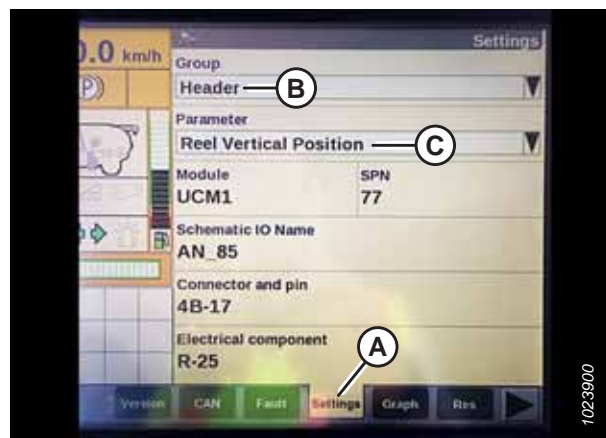 0.0 km/h
Settings
(P)
Group
Header
B
Parameter
Reel Vertical Position
C
Module
SPN
UCM1
77
Schematic IO Name
AN_85
Connector and pin
4B-17
Electrical component
R-25
A
Version
CAN
Fault
Settings
Graph
Res
1023900